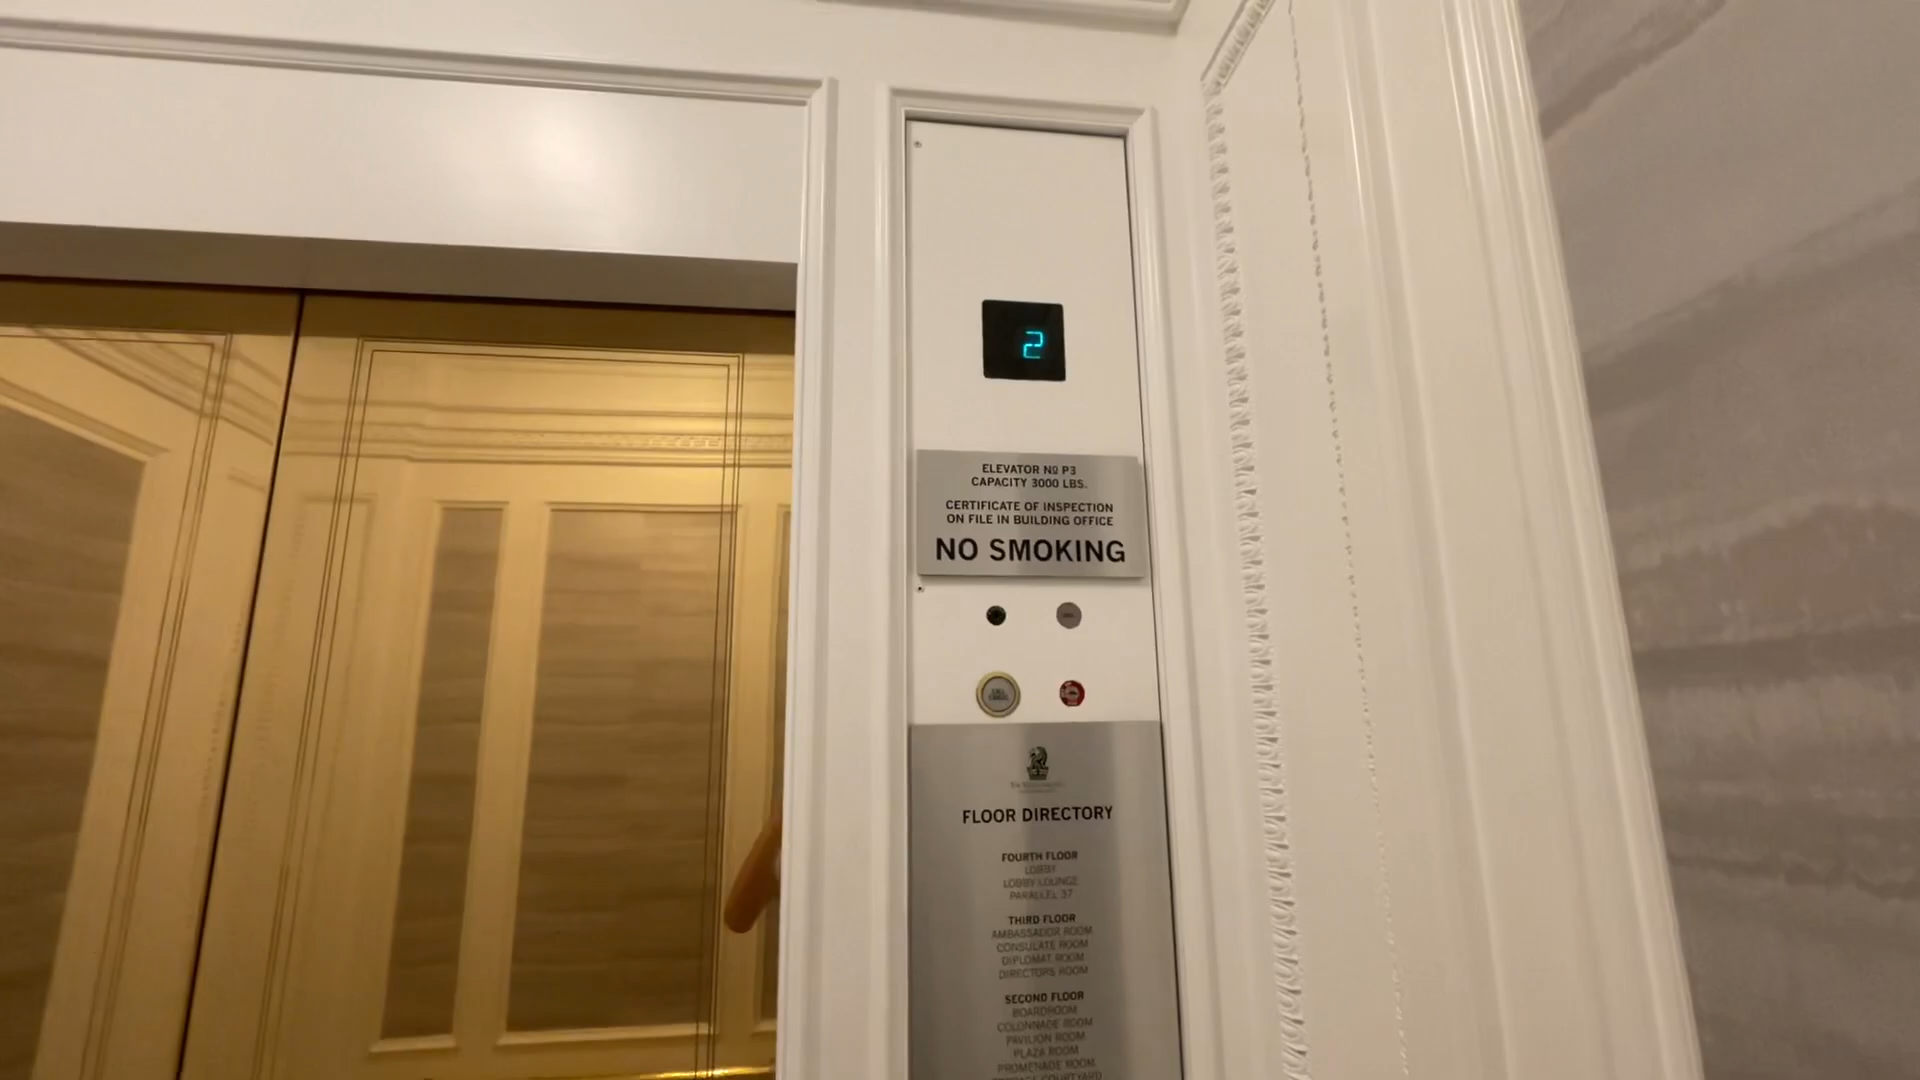 2
ELEVATOR Nº P3
CAPACITY 3000 LBS.
CERTIFICATE OF INSPECTION
ON FILE IN BUILDING OFFICE
NO SMOKING
FLOOR DIRECTORY
FOURTH FLOOR
LOBBY
LOBBY LOUNGE
PARALLEL 37
THIRD FLOOR
AMBASSADOR ROOM
CONSULATE ROOM
DIPLOMAT ROOM
DIRECTORS ROOM
SECOND FLOOR
BOARDROOM
COLONNADE ROOM
PAVILION ROOM
PLAZA ROOM
PROMENADE ROOM
COURTYARD